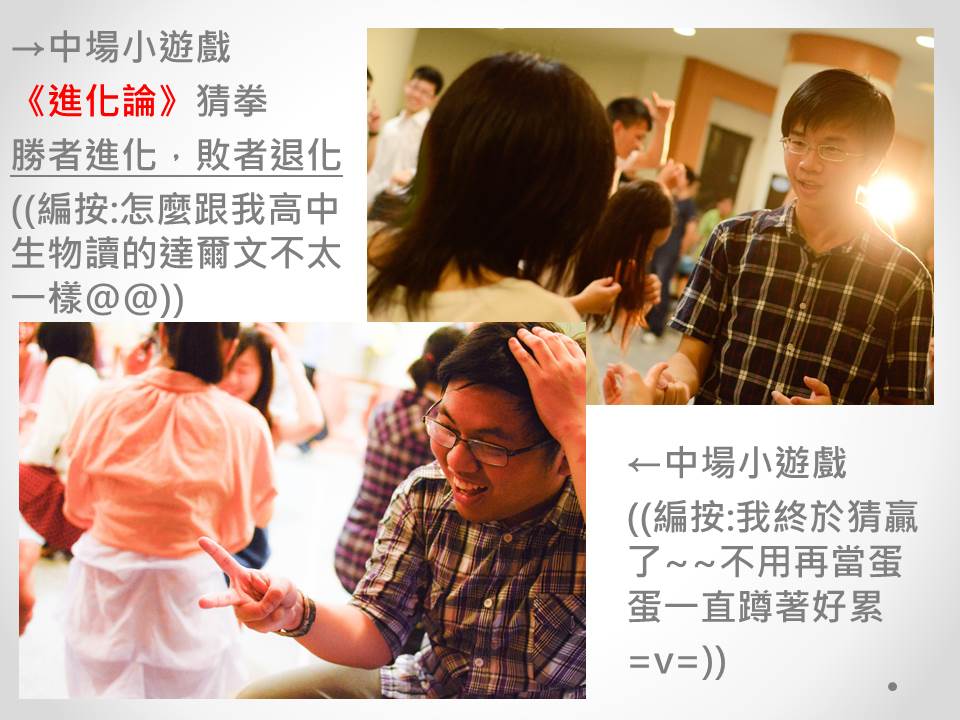 →中場小遊戲
《進化論》猜拳
勝者進化，敗者退化
((編按:怎麼跟我高中
生物讀的達爾文不太
一樣@@))
←中場小遊戲
((編按:我終於猜贏
了~~不用再當蛋
蛋一直蹲著好累
=v=))